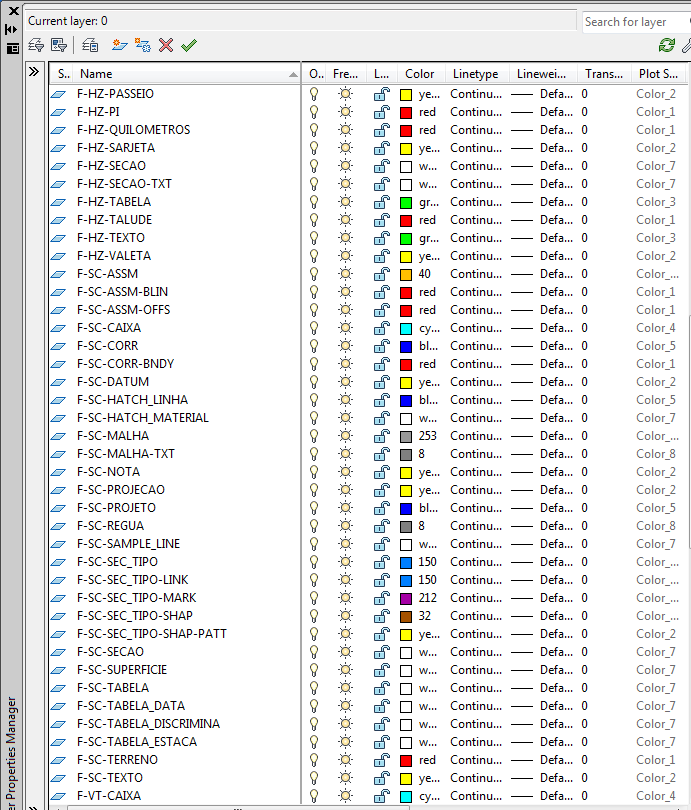 Current layer: 0
Search for layer
S.. Name O.. Fre... L... Color Linetype Linewei... Trans... Plot S...
F-HZ-PASSEIO ye... Continu... Defa... 0 Color_2
F-HZ-PI red Continu... Defa... 0 Color_1
F-HZ-QUILOMETROS red Continu... Defa... 0 Color_1
F-HZ-SARJETA ye... Continu... Defa... 0 Color_2
F-HZ-SECAO w... Continu... Defa... 0 Color_7
F-HZ-SECAO-TXT w... Continu... Defa... 0 Color_7
F-HZ-TABELA gr... Continu... Defa... 0 Color_3
F-HZ-TALUDE red Continu... Defa... 0 Color_1
F-HZ-TEXTO gr... Continu... Defa... 0 Color_3
F-HZ-VALETA ye... Continu... Defa... 0 Color_2
F-SC-ASSM 40 Continu... Defa... 0 Color_...
F-SC-ASSM-BLIN red Continu... Defa... 0 Color_1
F-SC-ASSM-OFFS red Continu... Defa... 0 Color_1
F-SC-CAIXA cy... Continu... Defa... 0 Color_4
F-SC-CORR bl... Continu... Defa... 0 Color_5
F-SC-CORR-BNDY red Continu... Defa... 0 Color_1
F-SC-DATUM ye... Continu... Defa... 0 Color_2
F-SC-HATCH_LINHA bl... Continu... Defa... 0 Color_5
F-SC-HATCH_MATERIAL w... Continu... Defa... 0 Color_7
F-SC-MALHA 253 Continu... Defa... 0 Color_...
F-SC-MALHA-TXT 8 Continu... Defa... 0 Color_8
F-SC-NOTA ye... Continu... Defa... 0 Color_2
F-SC-PROJECAO ye... Continu... Defa... 0 Color_2
F-SC-PROJETO bl... Continu... Defa... 0 Color_5
F-SC-REGUA 8 Continu... Defa... 0 Color_8
F-SC-SAMPLE_LINE w... Continu... Defa... 0 Color_7
F-SC-SEC_TIPO 150 Continu... Defa... 0 Color_...
F-SC-SEC_TIPO-LINK 150 Continu... Defa... 0 Color_...
F-SC-SEC_TIPO-MARK 212 Continu... Defa... 0 Color_...
F-SC-SEC_TIPO-SHAP 32 Continu... Defa... 0 Color_...
F-SC-SEC_TIPO-SHAP-PATT ye... Continu... Defa... 0 Color_2
F-SC-SECAO w... Continu... Defa... 0 Color_7
F-SC-SUPERFICIE w... Continu... Defa... 0 Color_7
F-SC-TABELA w... Continu... Defa... 0 Color_7
F-SC-TABELA_DATA w... Continu... Defa... 0 Color_7
F-SC-TABELA_DISCRIMINA w... Continu... Defa... 0 Color_7
F-SC-TABELA_ESTACA w... Continu... Defa... 0 Color_7
F-SC-TERRENO red Continu... Defa... 0 Color_1
F-SC-TEXTO ye... Continu... Defa... 0 Color_2
F-VT-CAIXA cy... Continu... Defa... 0 Color_4
er Properties Manager